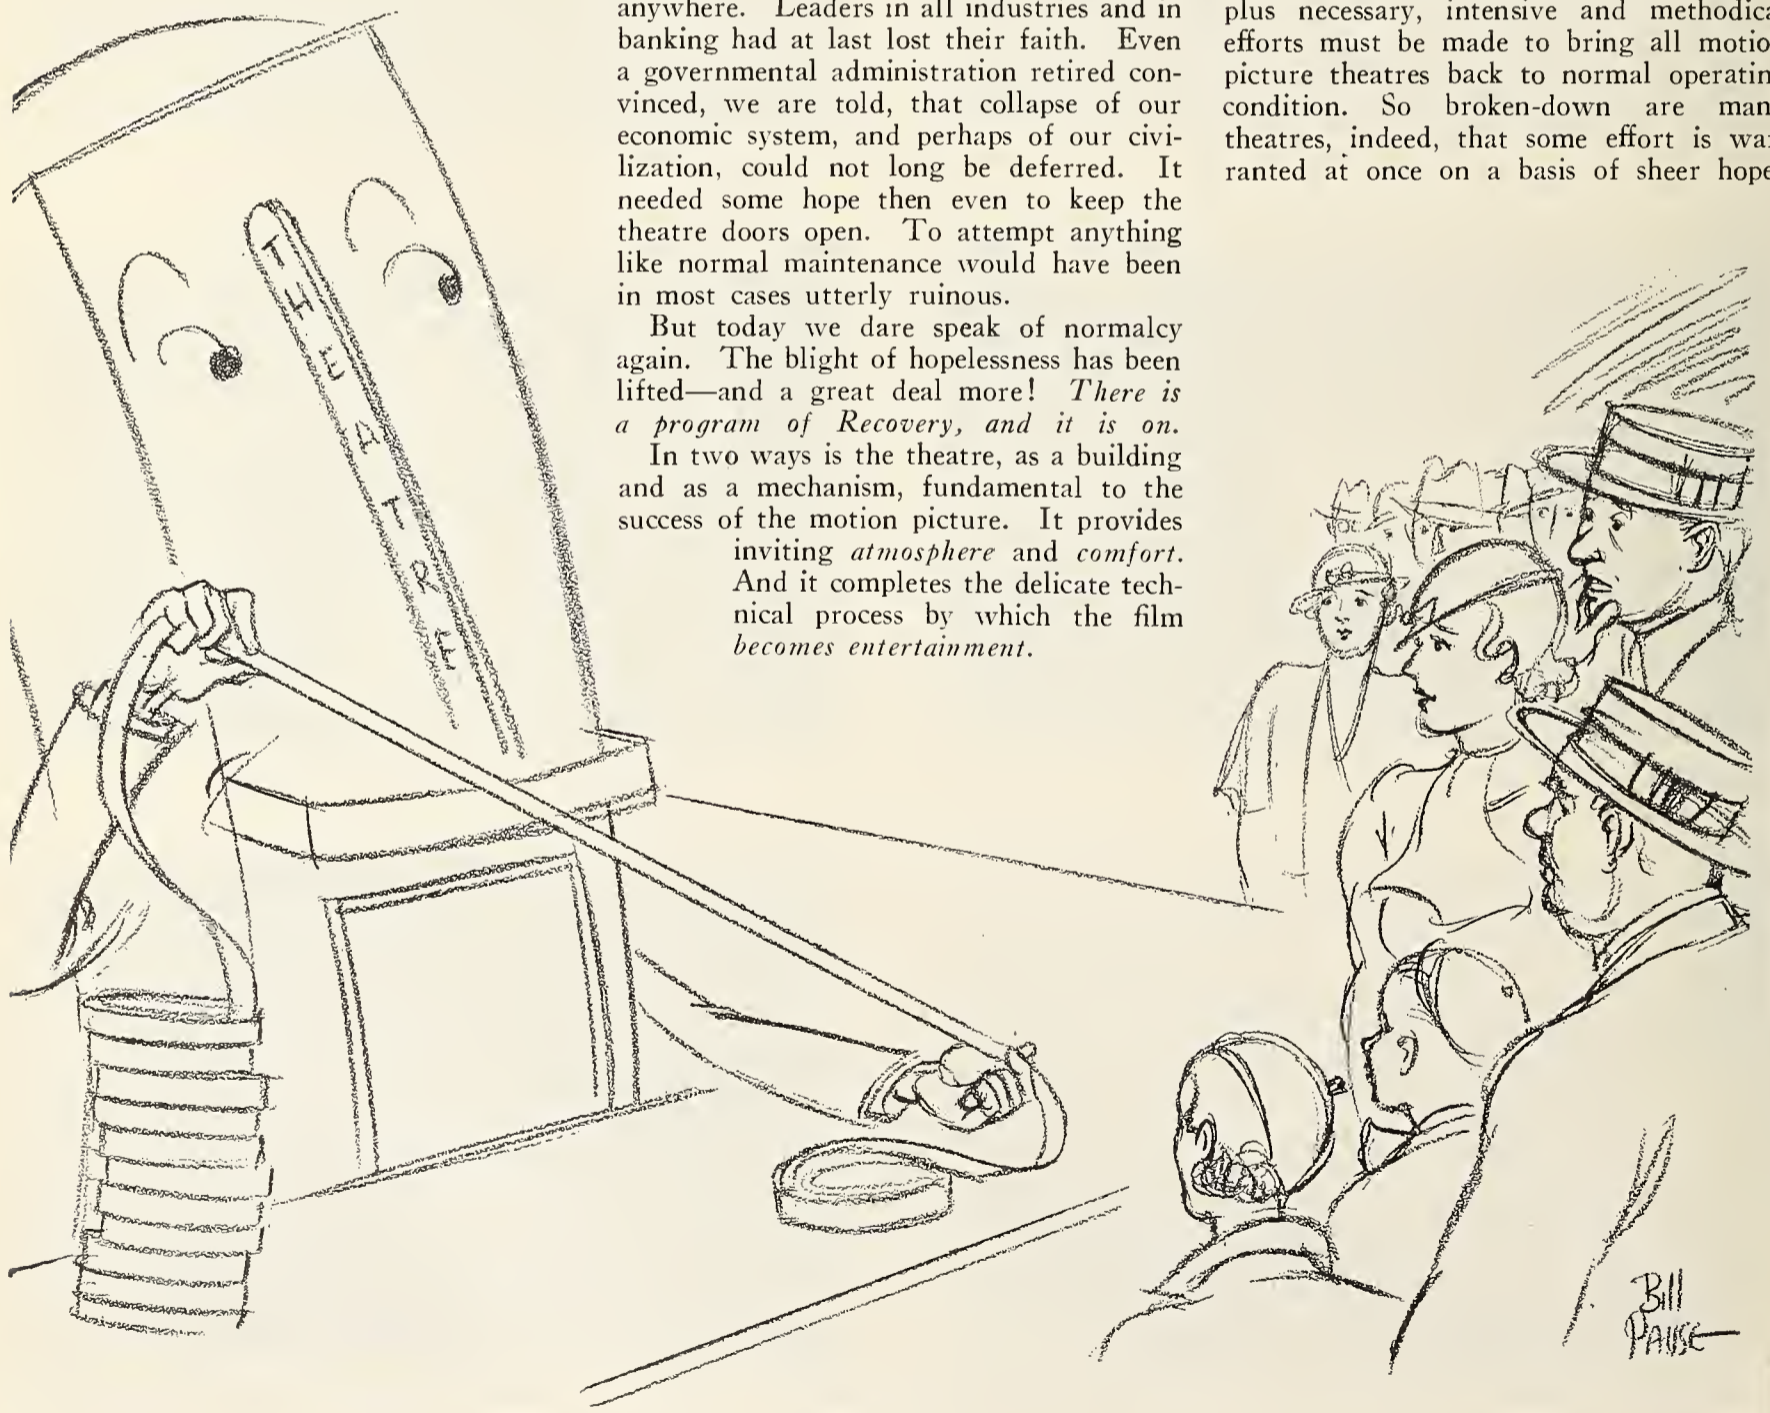 anywhere. Leaders in all industries and in
banking had at last lost their faith. Even
a governmental administration retired con-
vinced, we are told, that collapse of our
economic system, and perhaps of our civi-
lization, could not long be deferred. It
needed some hope then even to keep the
theatre doors open. To attempt anything
like normal maintenance would have been
in most cases utterly ruinous.
But today we dare speak of normalcy
again. The blight of hopelessness has been
lifted—and a great deal more! There is
a program of Recovery, and it is on.
In two ways is the theatre, as a building
and as a mechanism, fundamental to the
success of the motion picture. It provides
inviting atmosphere and comfort.
And it completes the delicate tech-
nical process by which the film
becomes entertainment.
plus necessary, intensive and methodica
efforts must be made to bring all motio
picture theatres back to normal operatin
condition. So broken-down are man
theatres, indeed, that some effort is wa
ranted at once on a basis of sheer hope
THEATRE
Bill
PAUSE